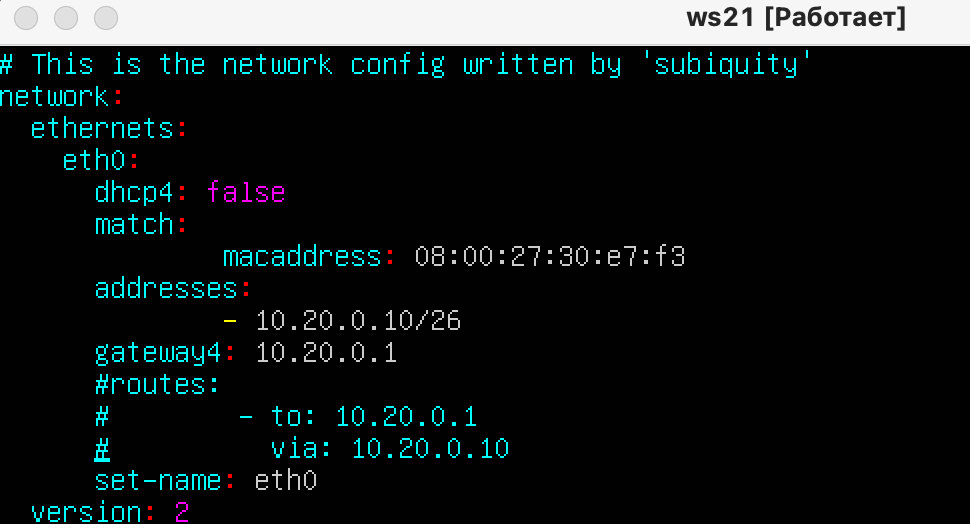 ws21 [Работает]
# This is the network config written by 'subiquity'
network:
  ethernets:
    eth0:
      dhcp4: false
      match:
              macaddress: 08:00:27:30:e7:f3
      addresses:
              - 10.20.0.10/26
      gateway4: 10.20.0.1
      #routes:
      #        - to: 10.20.0.1
      #          via: 10.20.0.10
      set-name: eth0
  version: 2